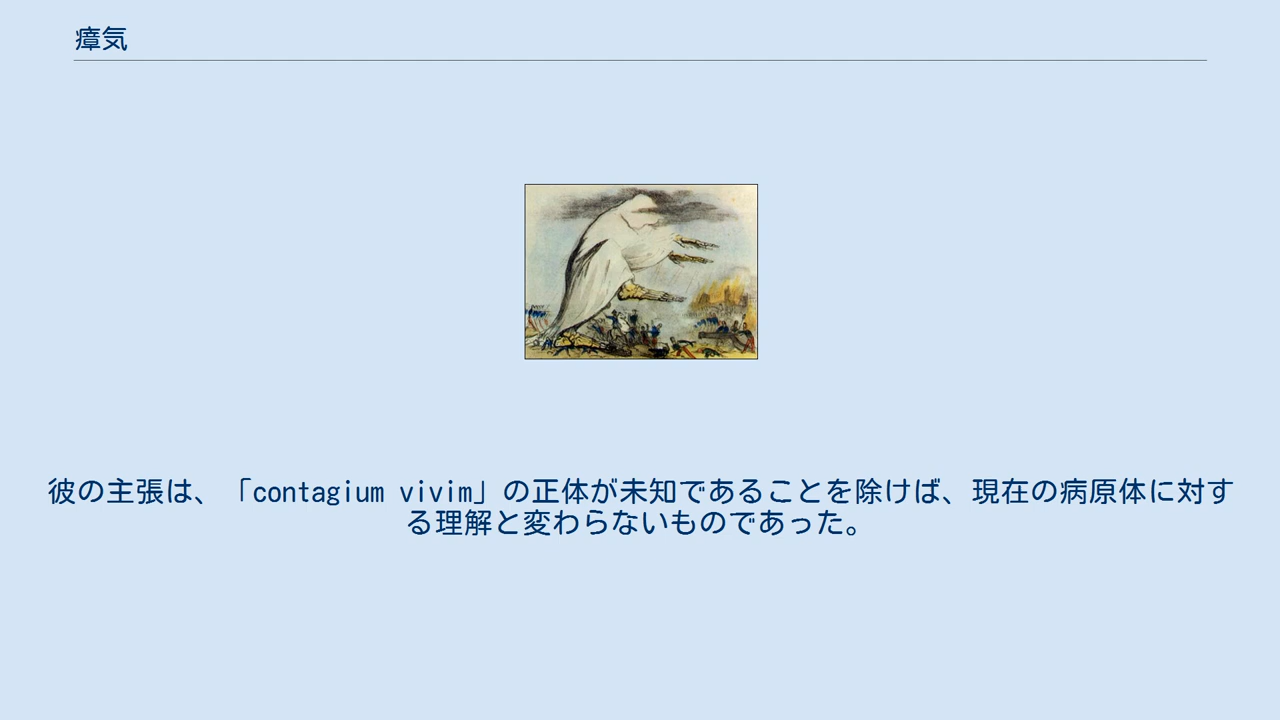 瘴気
彼の主張は、「contagium vivim」の正体が未知であることを除けば、現在の病原体に対す
る理解と変わらないものであった。